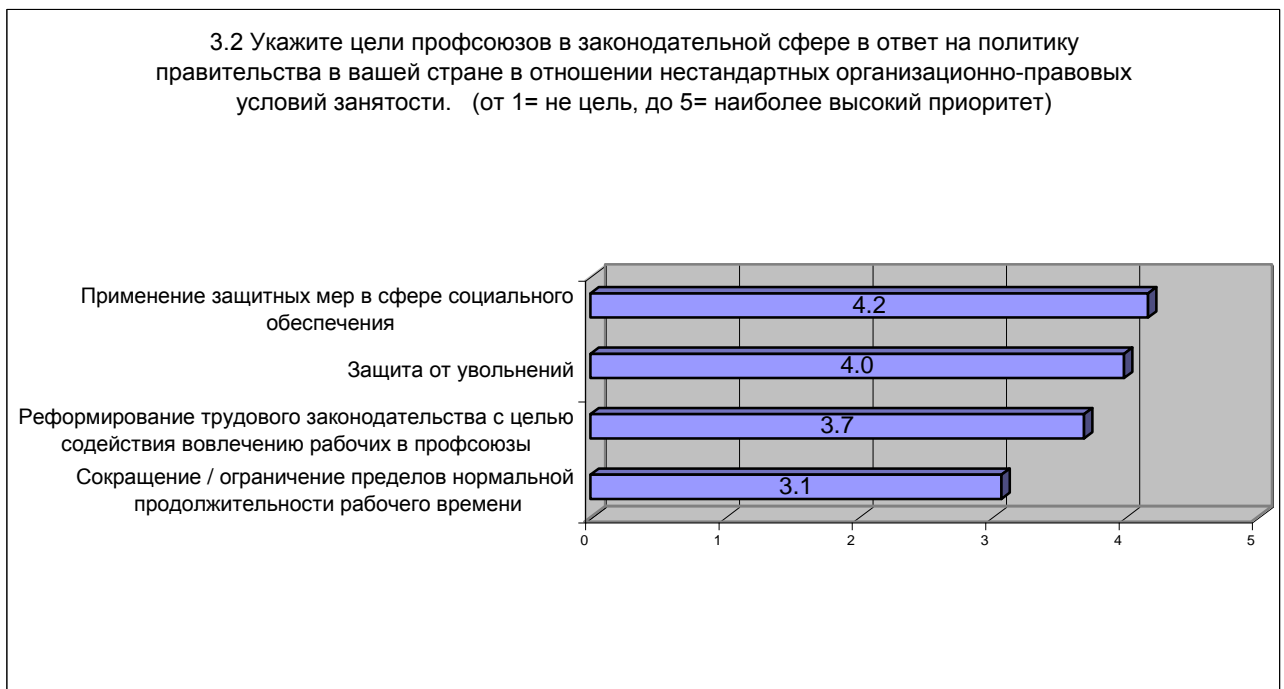 3.2 Укажите цели профсоюзов в законодательной сфере в ответ на политику
правительства в вашей стране в отношении нестандартных организационно-правовых
условий занятости. (от 1= не цель, до 5= наиболее высокий приоритет)
Применение защитных мер в сфере социального
обеспечения
4.2
Защита от увольнений
4.0
Реформирование трудового законодательства с целью
содействия вовлечению рабочих в профсоюзы
3.7
Сокращение / ограничение пределов нормальной
продолжительности рабочего времени
3.1
0 1 2 3 4 5